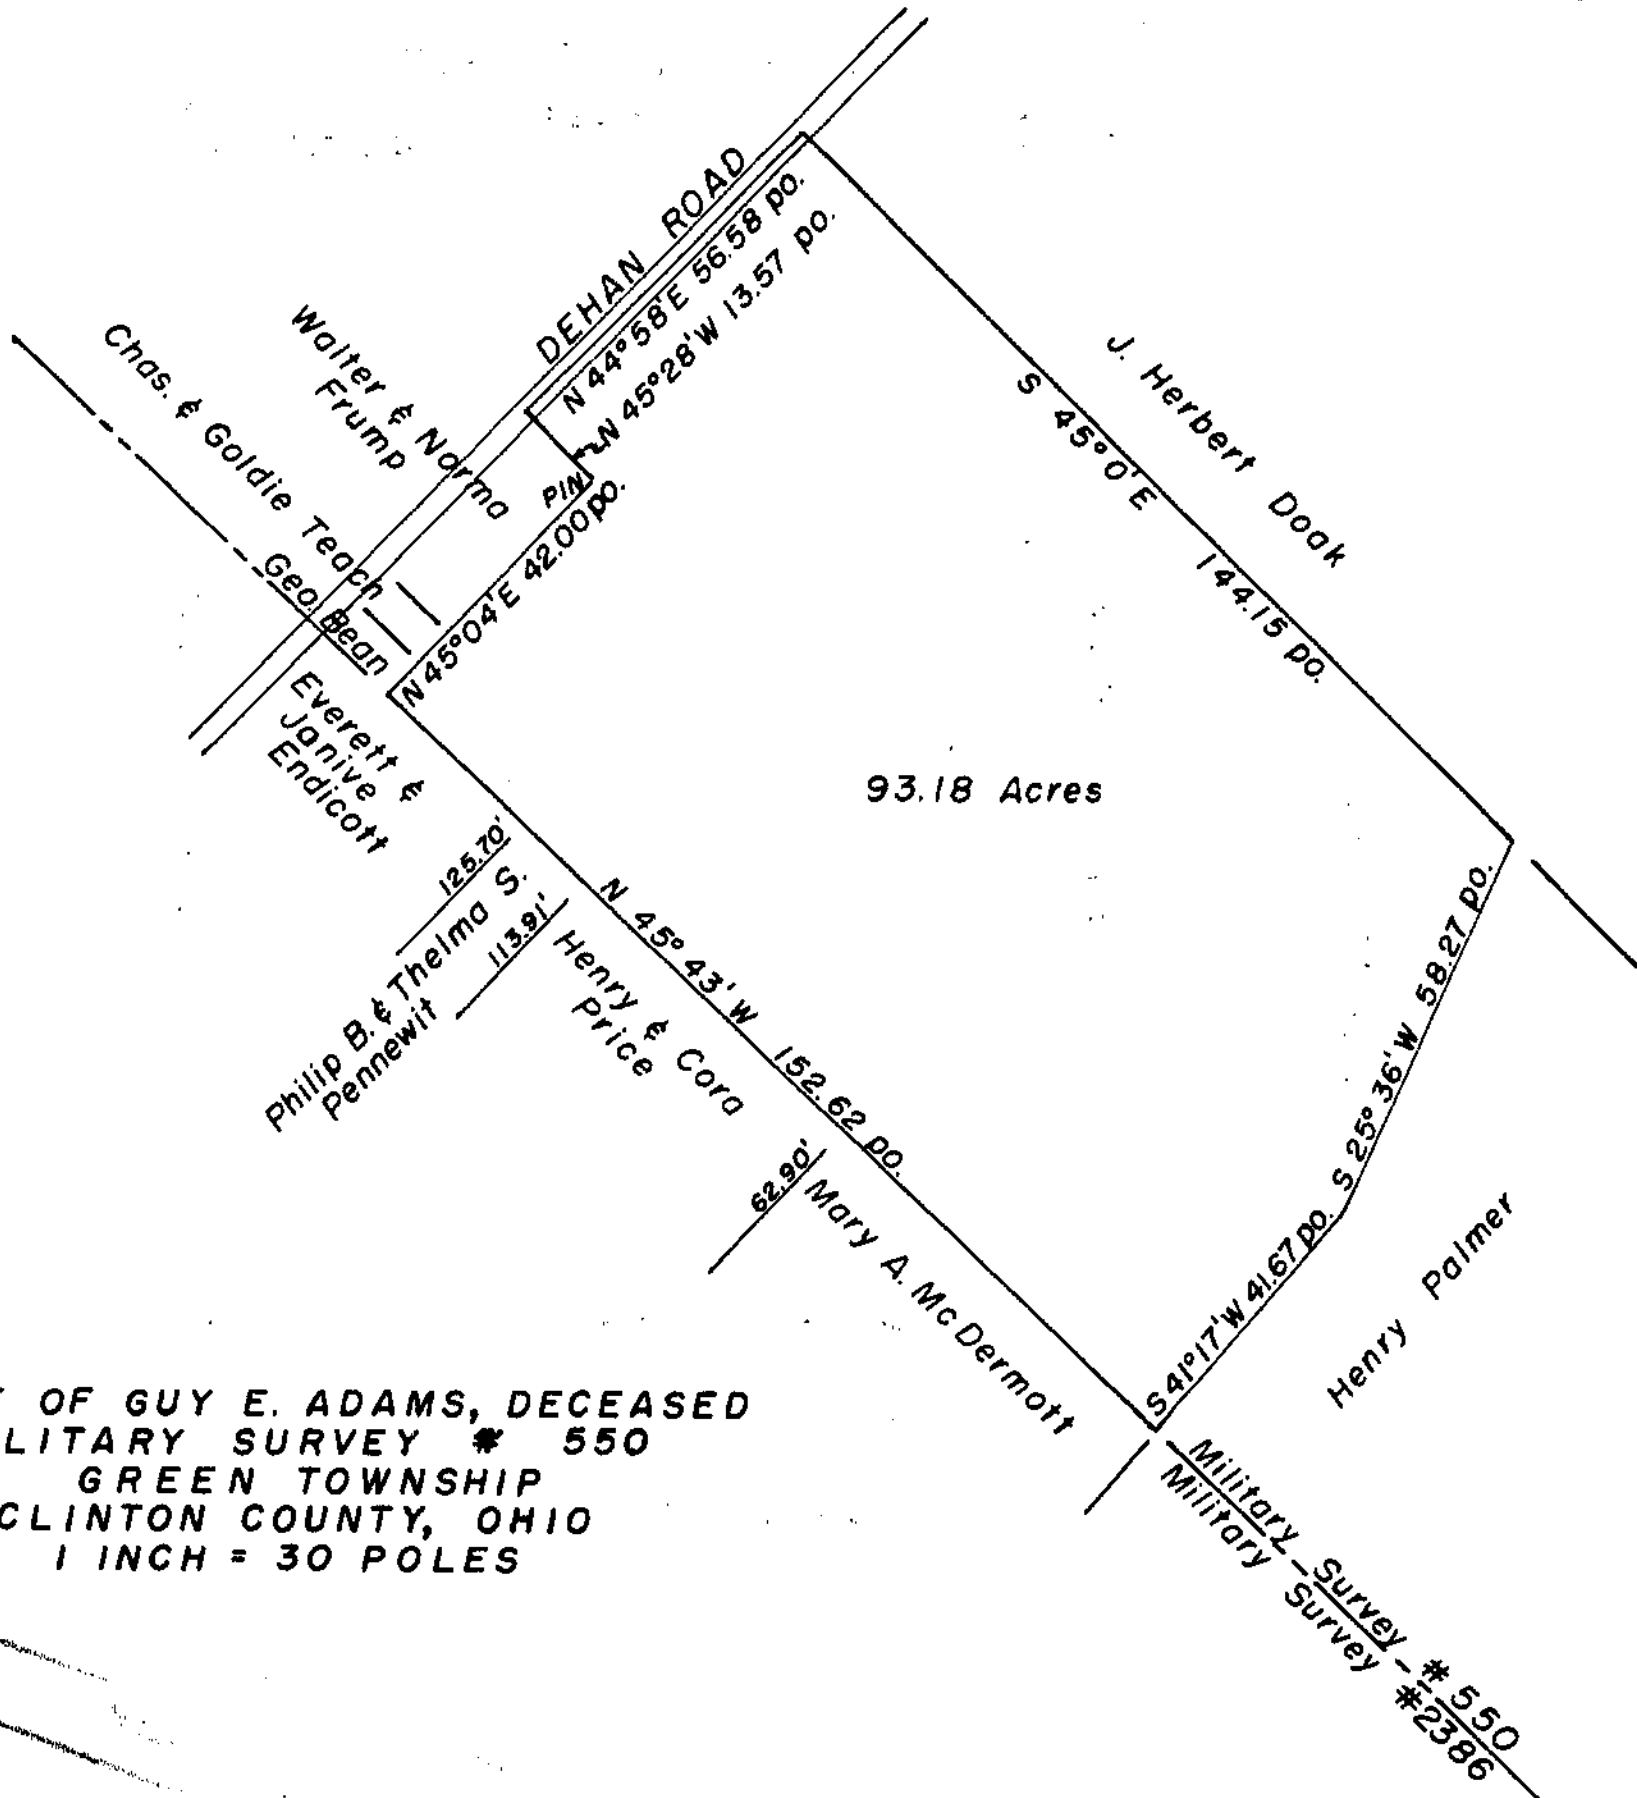 DEHAN ROAD
N 44°58'E 56.58 po.
N 45°28'W 13.57 po.
Walter & Norma
Frump
Chas. & Goldie Teach
Geo. Bean
PIN
N 45°04'E 42.00 po.
J. Herbert Doak
S 45°0'E 144.15 po.
Everett &
Janive
Endicott
93.18 Acres
125.70'
Philip B. & Thelma S.
Pennewit
113.91'
Henry & Cora
Price
N 45° 43' W 152.62 po.
62.90'
Mary A. McDermott
S 25° 36' W 58.27 po.
S 41°17'W 41.67 po.
Henry Palmer
OF GUY E. ADAMS, DECEASED
LITARY SURVEY # 550
GREEN TOWNSHIP
CLINTON COUNTY, OHIO
1 INCH = 30 POLES
Military Survey #550
Military Survey #2386